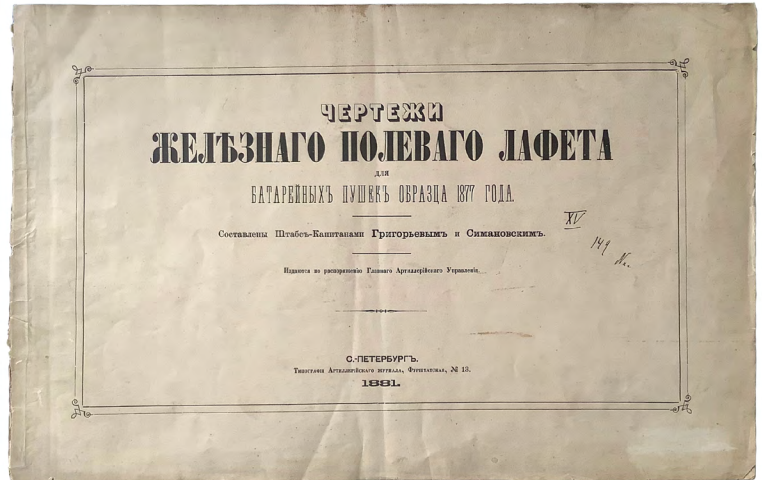 ЧЕРТЕЖИ
ЖЕЛѢЗНАГО ПОЛЕВАГО ЛАФЕТА
ДЛЯ
БАТАРЕЙНЫХЪ ПУШЕКЪ ОБРАЗЦА 1877 ГОДА.
Составлены Штабсъ-Капитанами Григорьевымъ и Симановскимъ.
XV
149
Издаются по распоряженію Главнаго Артиллерійскаго Управленія.
С.-ПЕТЕРБУРГЪ.
Типографія Артиллерійскаго журнала, Фурштатская, № 13.
1881.